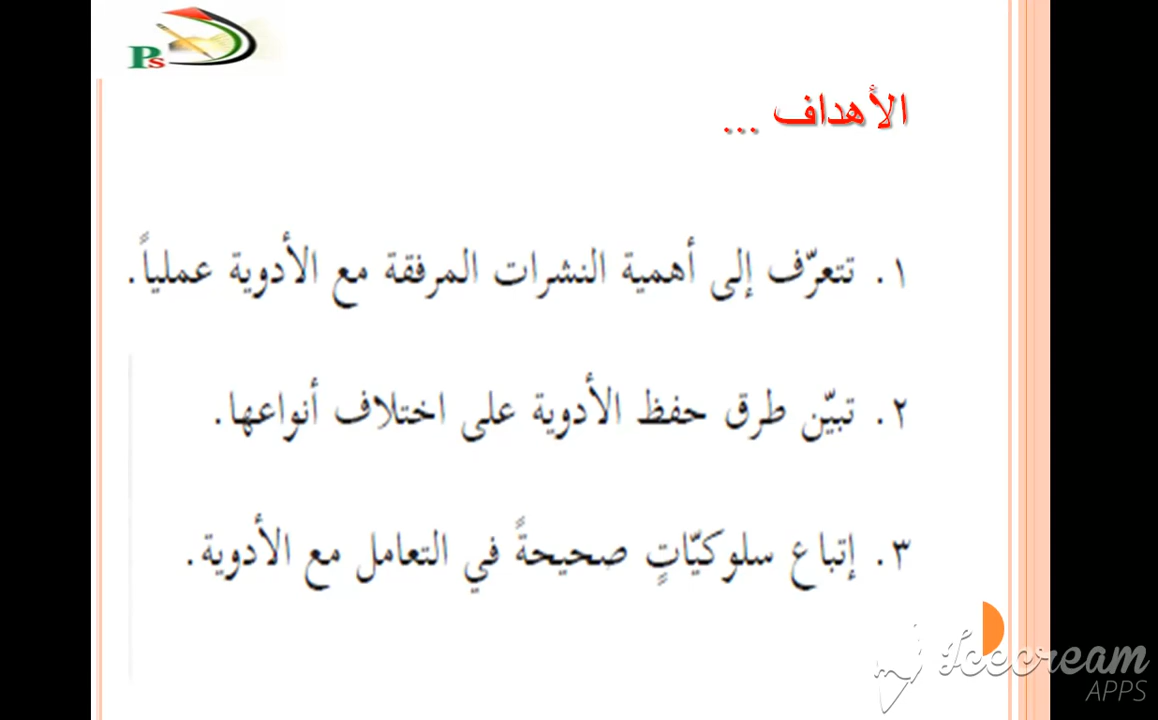 Ps
الأهداف ...
١. تتعرّف إلى أهمية النشرات المرفقة مع الأدوية عملياً.
٢. تبيّن طرق حفظ الأدوية على اختلاف أنواعها.
٣. إتباع سلوكيّاتٍ صحيحةً في التعامل مع الأدوية.
Icecream
APPS